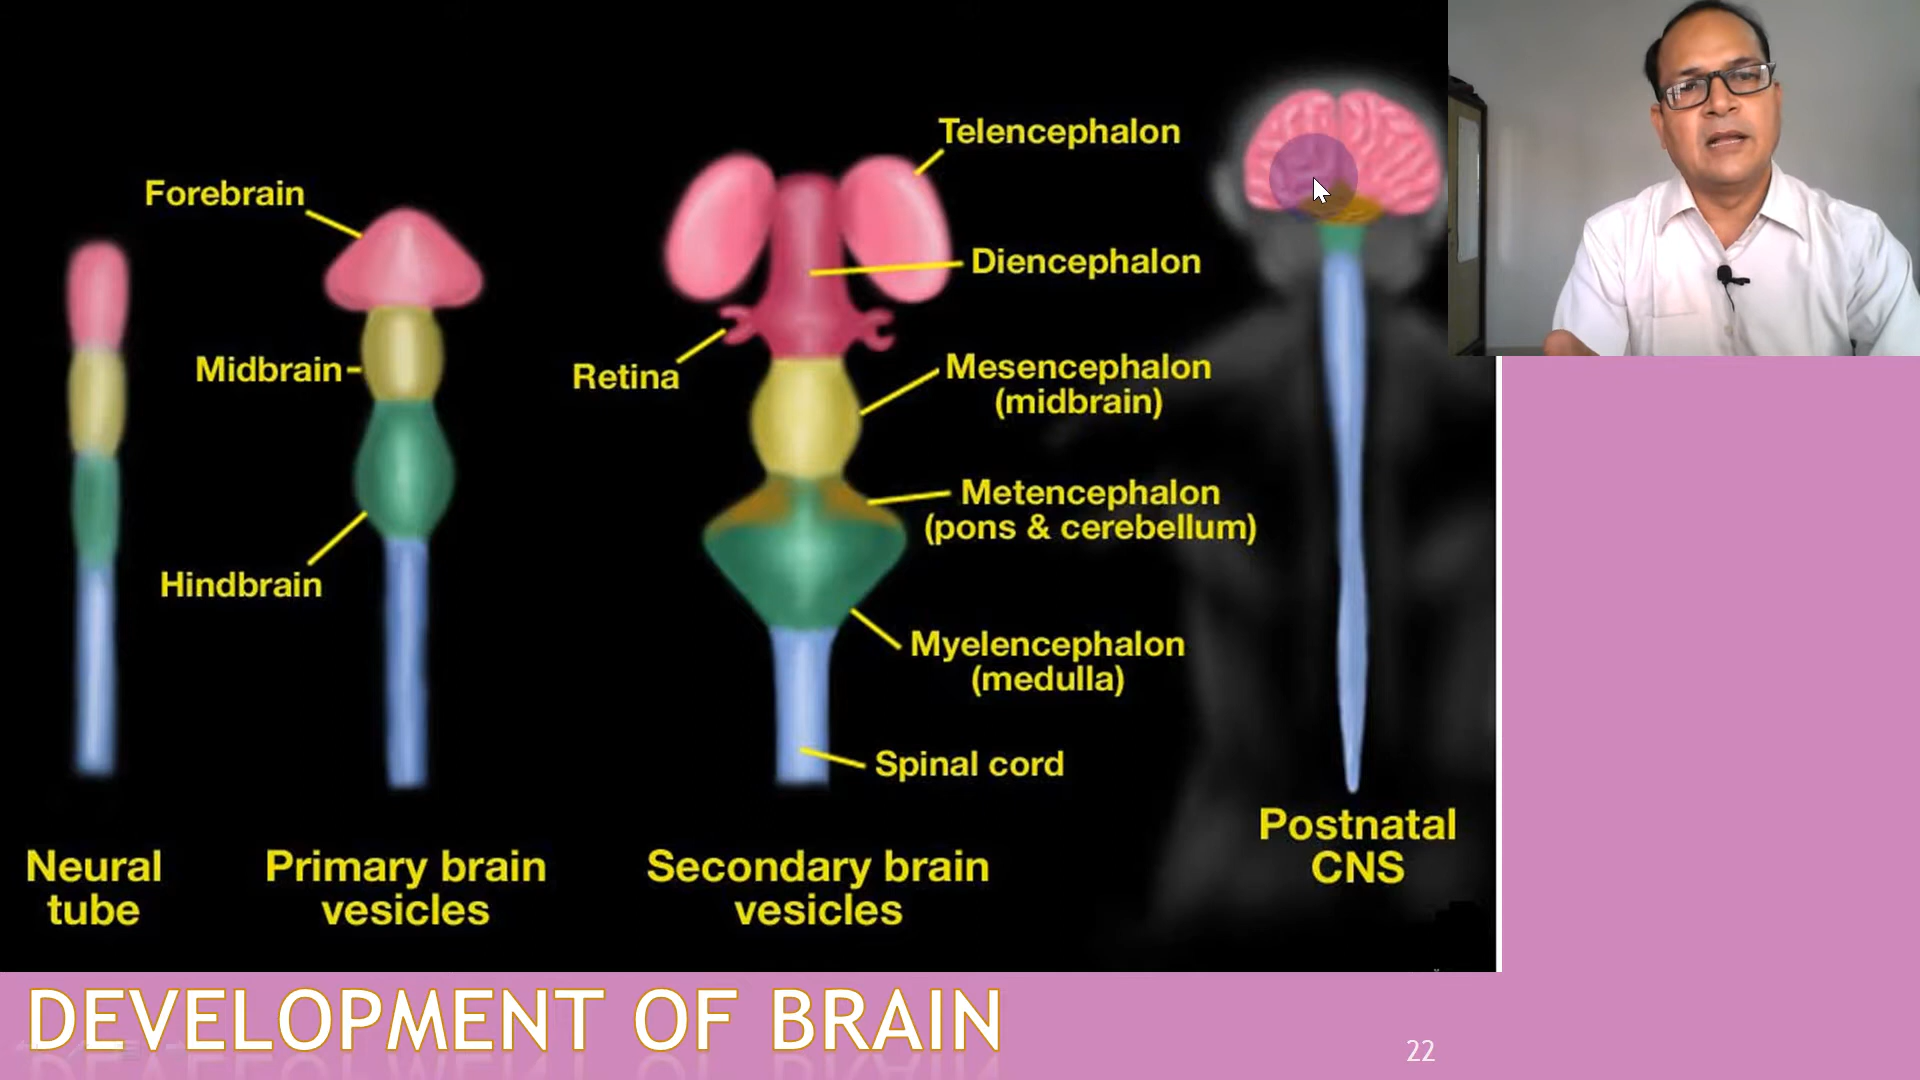 Telencephalon
Forebrain
Diencephalon
Midbrain
Retina
Mesencephalon
(midbrain)
Metencephalon
(pons & cerebellum)
Hindbrain
Myelencephalon
(medulla)
Spinal cord
Neural
tube
Primary brain
vesicles
Secondary brain
vesicles
Postnatal
CNS
DEVELOPMENT OF BRAIN
22